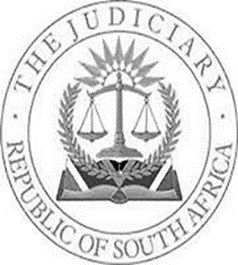 · THE JUDICIARY ·
REPUBLIC OF SOUTH AFRICA